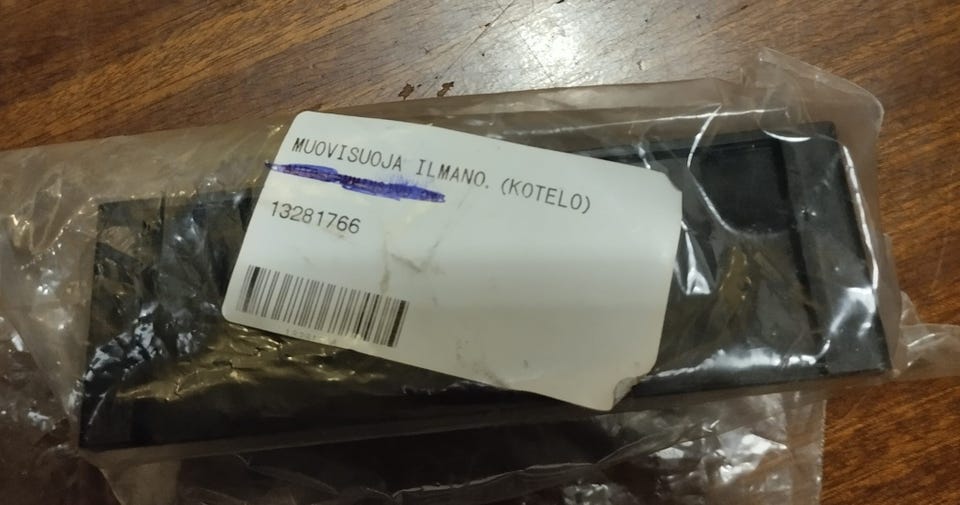 MUOVISUOJA ILMANO. (KOTELO)
13281766